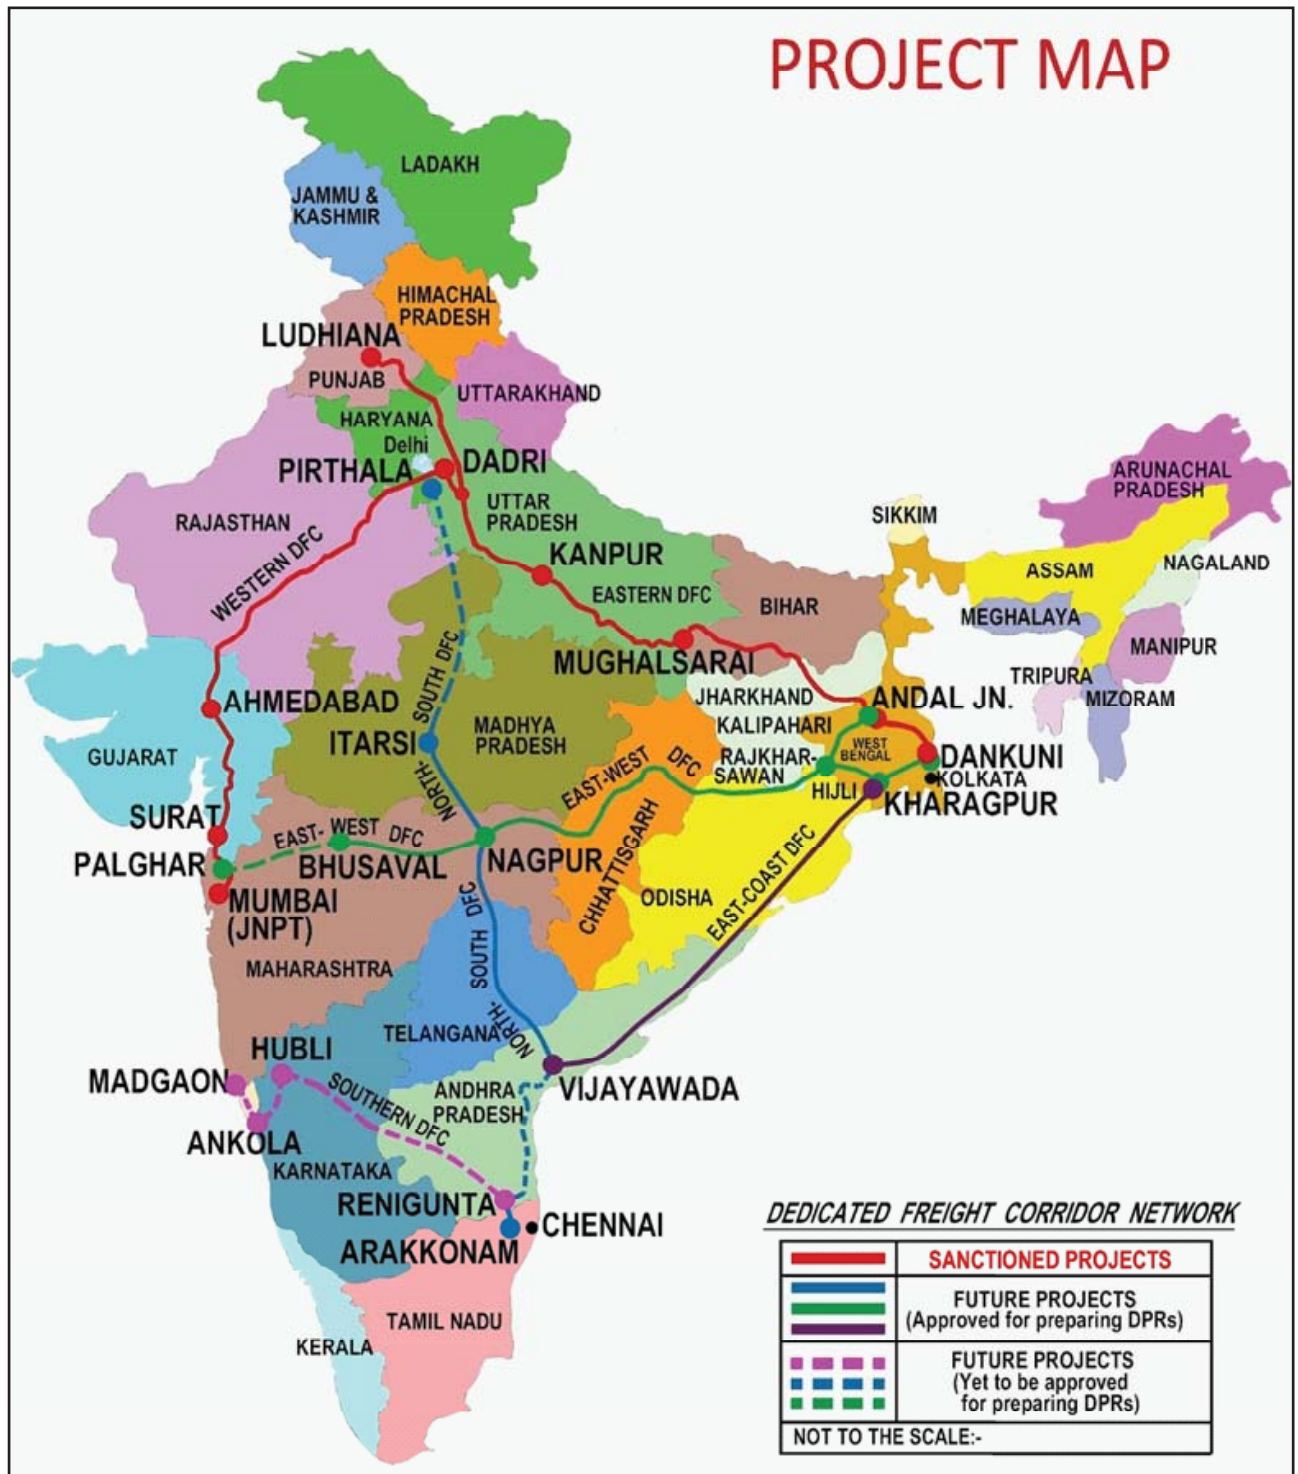 PROJECT MAP
LADAKH
JAMMU &
KASHMIR
HIMACHAL
PRADESH
LUDHIANA
PUNJAB
UTTARAKHAND
HARYANA
Delhi
PIRTHALA
DADRI
ARUNACHAL
PRADESH
RAJASTHAN
UTTAR
PRADESH
SIKKIM
WESTERN DFC
KANPUR
ASSAM
NAGALAND
EASTERN DFC
BIHAR
MEGHALAYA
MANIPUR
MUGHALSARAI
TRIPURA
MIZORAM
AHMEDABAD
SOUTH DFC
NORTH-
JHARKHAND
ANDAL JN.
KALIPAHARI
ITARSI
MADHYA
PRADESH
WEST
BENGAL
GUJARAT
RAJKHAR-
SAWAN
DANKUNI
KOLKATA
EAST-WEST DFC
HIJLI
KHARAGPUR
SURAT
EAST- WEST DFC
PALGHAR
BHUSAVAL
NAGPUR
CHHATTISGARH
MUMBAI
(JNPT)
ODISHA
EAST-COAST DFC
MAHARASHTRA
SOUTH DFC
NORTH-
TELANGANA
HUBLI
MADGAON
SOUTHERN DFC
ANDHRA
PRADESH
VIJAYAWADA
ANKOLA
KARNATAKA
RENIGUNTA
CHENNAI
ARAKKONAM
TAMIL NADU
KERALA
DEDICATED FREIGHT CORRIDOR NETWORK
SANCTIONED PROJECTS
FUTURE PROJECTS
(Approved for preparing DPRs)
FUTURE PROJECTS
(Yet to be approved
for preparing DPRs)
NOT TO THE SCALE:-